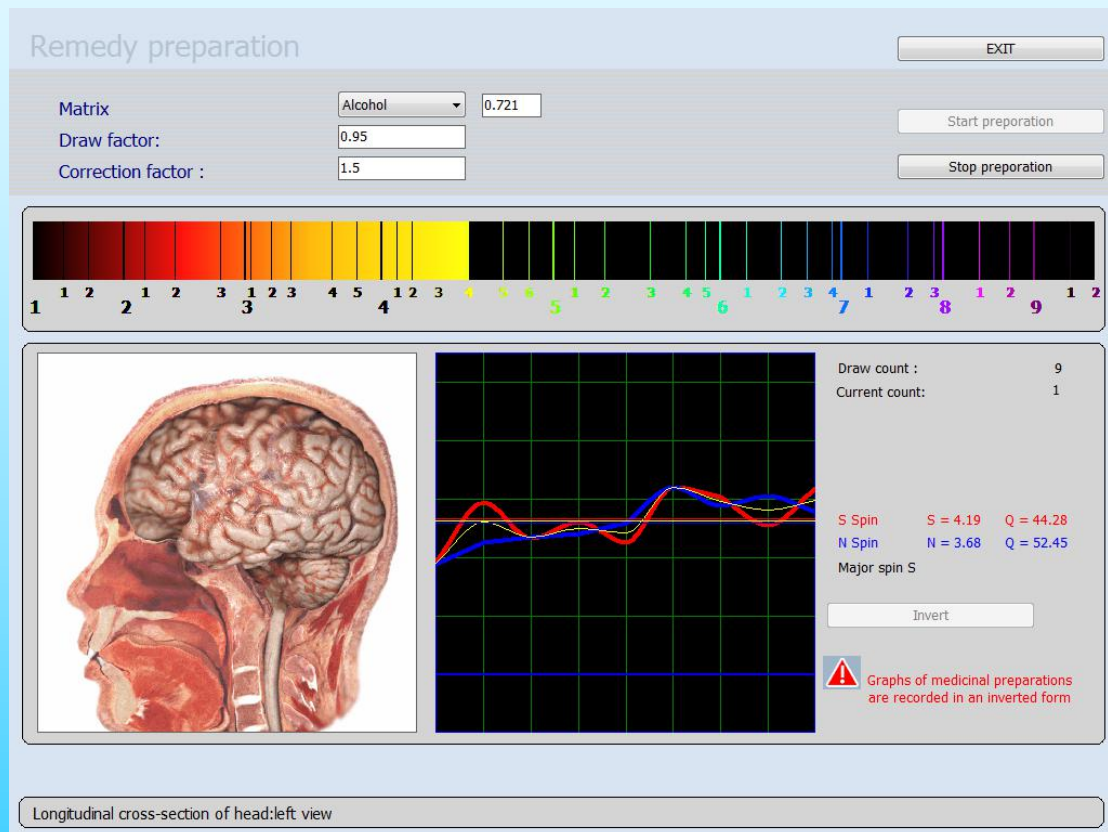 Remedy preparation
EXIT
Matrix
Alcohol
0.721
Start preporation
Draw factor:
0.95
Correction factor :
1.5
Stop preporation
1 2 1 2 3 1 2 3 4 5 1 2 3 4 5 6 1 2 3 4 5 1 2 3 4 1 2 3 1 2 1 2
1 2 3 4 5 6 7 8 9
Draw count : 9
Current count: 1
S Spin S = 4.19 Q = 44.28
N Spin N = 3.68 Q = 52.45
Major spin S
Invert
Graphs of medicinal preparations
are recorded in an inverted form
Longitudinal cross-section of head:left view